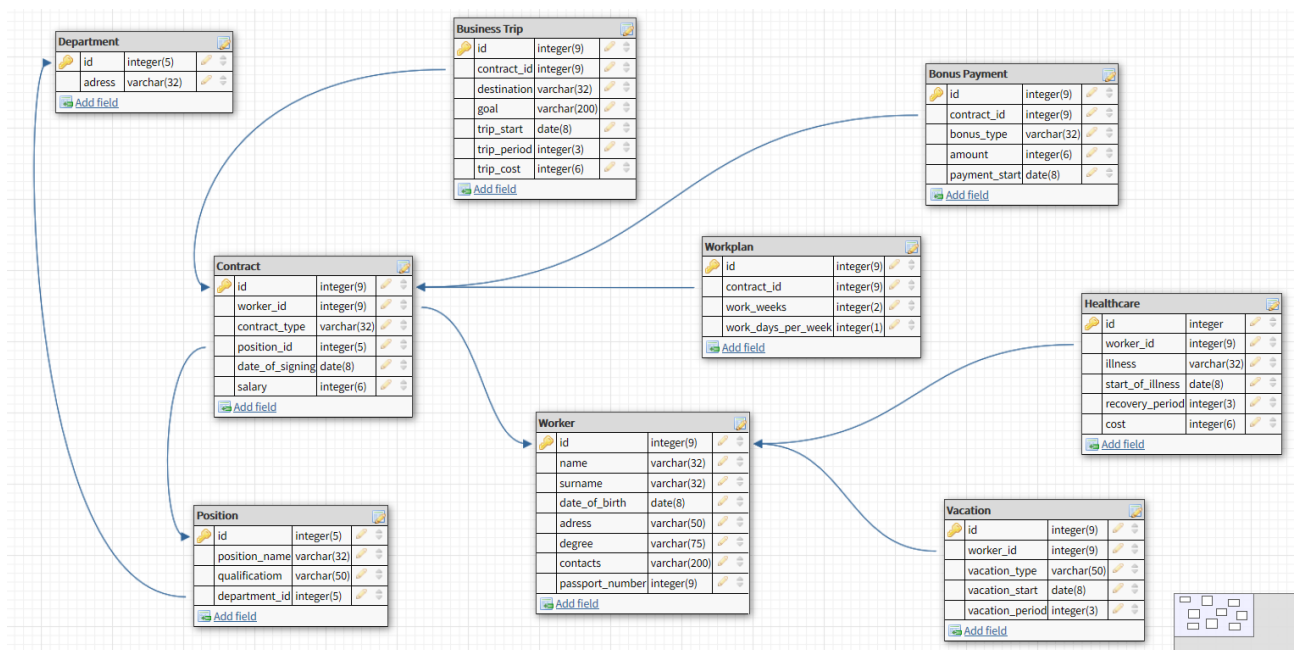 Department
id integer(5)
adress varchar(32)
Add field
Business Trip
id integer(9)
contract_id integer(9)
destination varchar(32)
goal varchar(200)
trip_start date(8)
trip_period integer(3)
trip_cost integer(6)
Add field
Bonus Payment
id integer(9)
contract_id integer(9)
bonus_type varchar(32)
amount integer(6)
payment_start date(8)
Add field
Contract
id integer(9)
worker_id integer(9)
contract_type varchar(32)
position_id integer(5)
date_of_signing date(8)
salary integer(6)
Add field
Workplan
id integer(9)
contract_id integer(9)
work_weeks integer(2)
work_days_per_week integer(1)
Add field
Healthcare
id integer
worker_id integer(9)
illness varchar(32)
start_of_illness date(8)
recovery_period integer(3)
cost integer(6)
Add field
Worker
id integer(9)
name varchar(32)
surname varchar(32)
date_of_birth date(8)
adress varchar(50)
degree varchar(75)
contacts varchar(200)
passport_number integer(9)
Add field
Position
id integer(5)
position_name varchar(32)
qualificatiom varchar(50)
department_id integer(5)
Add field
Vacation
id integer(9)
worker_id integer(9)
vacation_type varchar(50)
vacation_start date(8)
vacation_period integer(3)
Add field